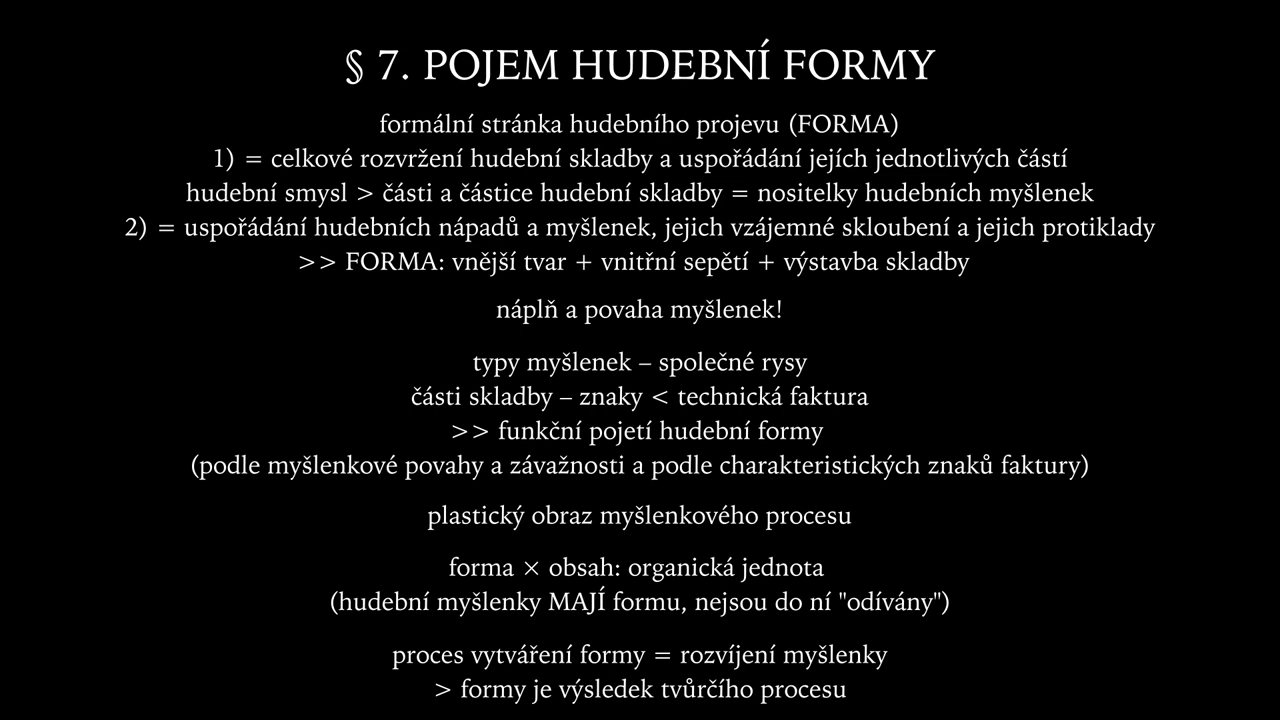 § 7. POJEM HUDEBNÍ FORMY
formální stránka hudebního projevu (FORMA)
1) = celkové rozvržení hudební skladby a uspořádání jejích jednotlivých částí
hudební smysl > části a částice hudební skladby = nositelky hudebních myšlenek
2) = uspořádání hudebních nápadů a myšlenek, jejich vzájemné skloubení a jejich protiklady
>> FORMA: vnější tvar + vnitřní sepětí + výstavba skladby
náplň a povaha myšlenek!
typy myšlenek – společné rysy
části skladby – znaky < technická faktura
>> funkční pojetí hudební formy
(podle myšlenkové povahy a závažnosti a podle charakteristických znaků faktury)
plastický obraz myšlenkového procesu
forma × obsah: organická jednota
(hudební myšlenky MAJÍ formu, nejsou do ní "odívány")
proces vytváření formy = rozvíjení myšlenky
> formy je výsledek tvůrčího procesu